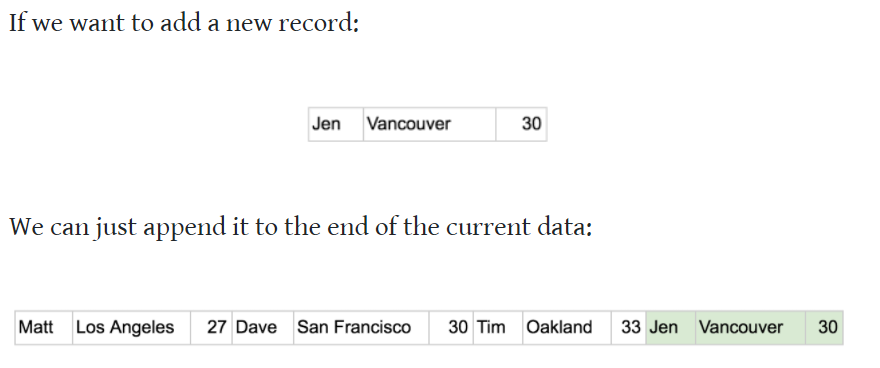 If we want to add a new record:
Jen Vancouver 30
We can just append it to the end of the current data:
Matt Los Angeles 27 Dave San Francisco 30 Tim Oakland 33 Jen Vancouver 30